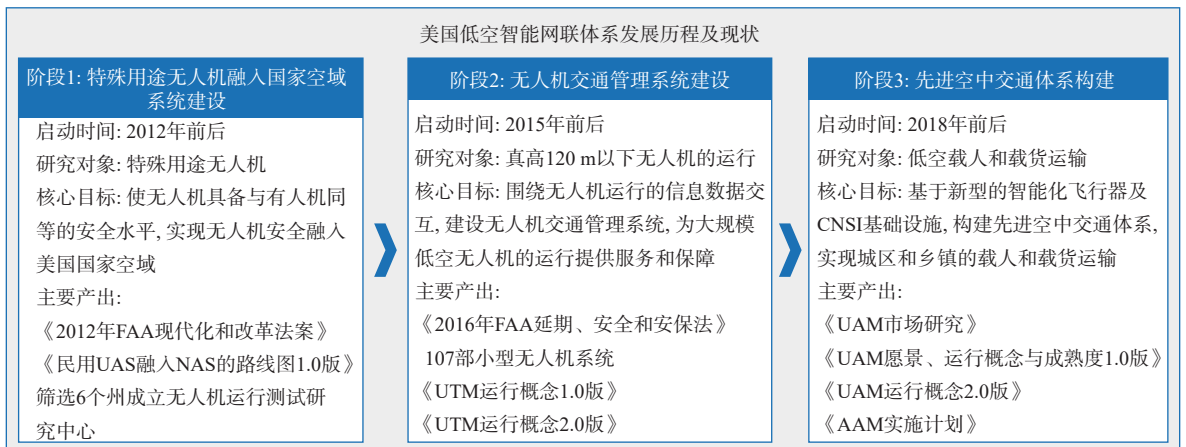 美国低空智能网联体系发展历程及现状
阶段1: 特殊用途无人机融入国家空域
系统建设
启动时间: 2012年前后
研究对象: 特殊用途无人机
核心目标: 使无人机具备与有人机同
等的安全水平, 实现无人机安全融入
美国国家空域
主要产出:
《2012年FAA现代化和改革法案》
《民用UAS融入NAS的路线图1.0版》
筛选6个州成立无人机运行测试研
究中心
阶段2: 无人机交通管理系统建设
启动时间: 2015年前后
研究对象: 真高120 m以下无人机的运行
核心目标: 围绕无人机运行的信息数据交
互, 建设无人机交通管理系统, 为大规模
低空无人机的运行提供服务和保障
主要产出:
《2016年FAA延期、安全和安保法》
107部小型无人机系统
《UTM运行概念1.0版》
《UTM运行概念2.0版》
阶段3: 先进空中交通体系构建
启动时间: 2018年前后
研究对象: 低空载人和载货运输
核心目标: 基于新型的智能化飞行器及
CNSI基础设施, 构建先进空中交通体系,
实现城区和乡镇的载人和载货运输
主要产出:
《UAM市场研究》
《UAM愿景、运行概念与成熟度1.0版》
《UAM运行概念2.0版》
《AAM实施计划》